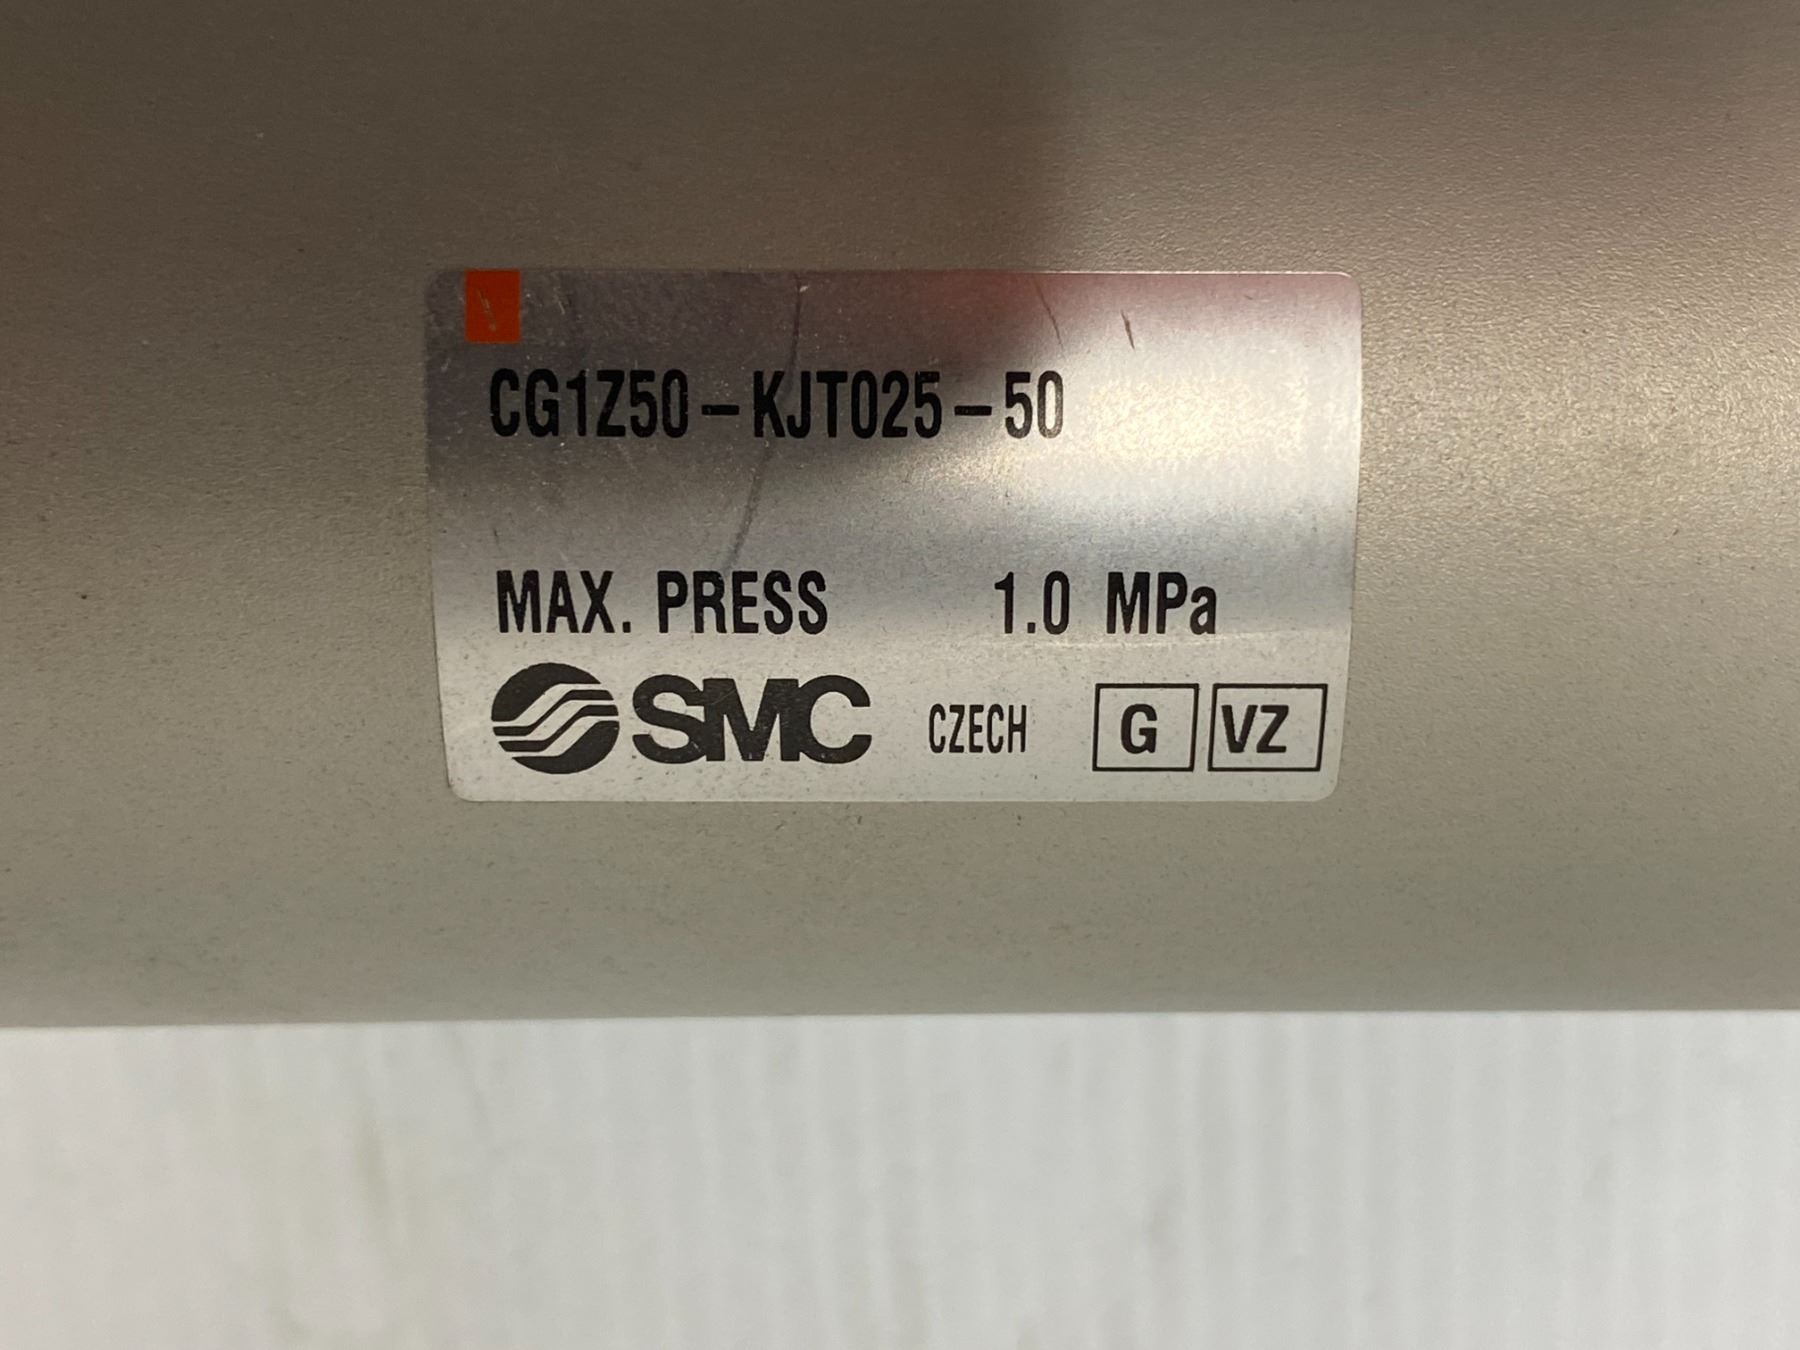 CG1Z50-KJT025-50
MAX. PRESS 1.0 MPa
SMC CZECH G VZ